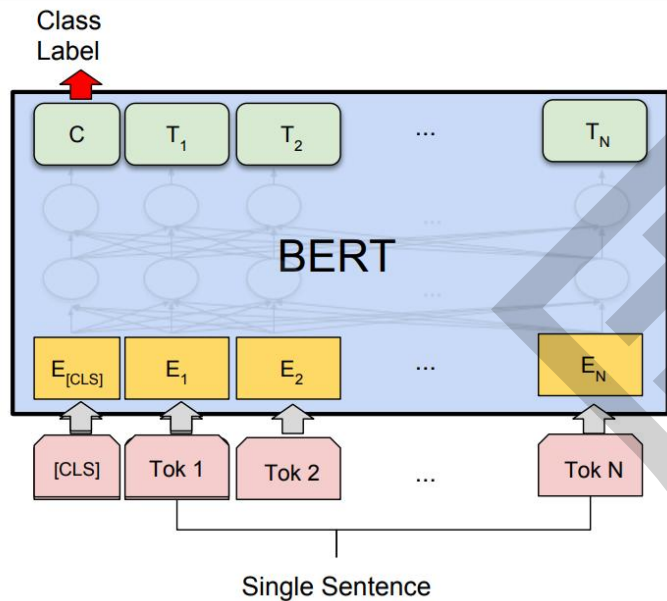 Class
Label
C T1 T2 ... TN
...
BERT
...
E[CLS] E1 E2 ... EN
[CLS] Tok 1 Tok 2 ... Tok N
Single Sentence